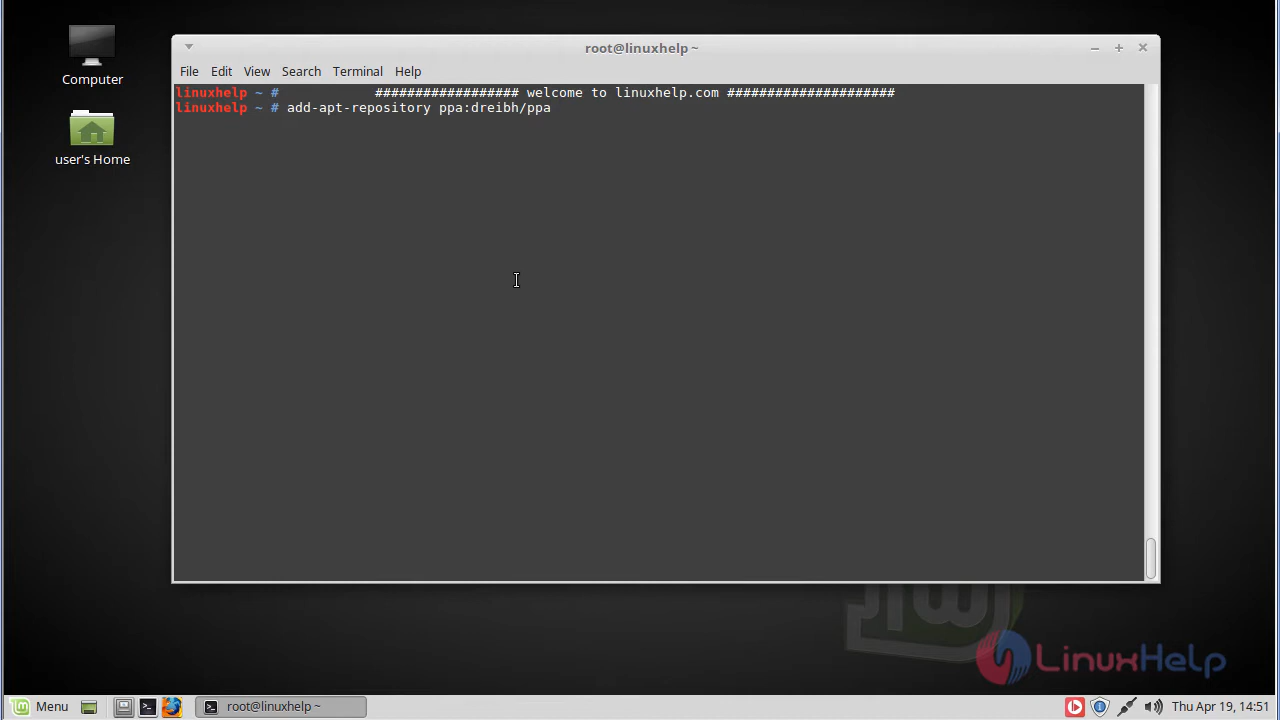 root@linuxhelp ~
File Edit View Search Terminal Help
linuxhelp ~ # ################## welcome to linuxhelp.com #####################
linuxhelp ~ # add-apt-repository ppa:dreibh/ppa
Computer
user's Home
LinuxHelp
Menu root@linuxhelp ~ Thu Apr 19, 14:51